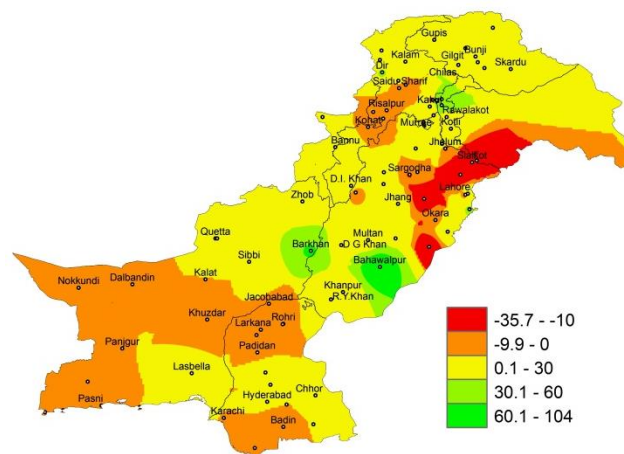 Gupis
Kalam
Gilgit
Bunji
Skardu
Dir
Chilas
Saidu Sharif
Kakul
Risalpur
Rawalakot
Kohat
Kotli
Bannu
Jhelum
Sialkot
Sargodha
D.I. Khan
Lahore
Zhob
Jhang
Okara
Quetta
Multan
Barkhan
D G Khan
Sibbi
Bahawalpur
Kalat
Dalbandin
Nokkundi
Khanpur
R.Y.Khan
Jacobabad
Khuzdar
Larkana
Rohri
Padidan
Panjgur
Lasbella
Pasni
Hyderabad
Chhor
Karachi
Badin
-35.7 - -10
-9.9 - 0
0.1 - 30
30.1 - 60
60.1 - 104